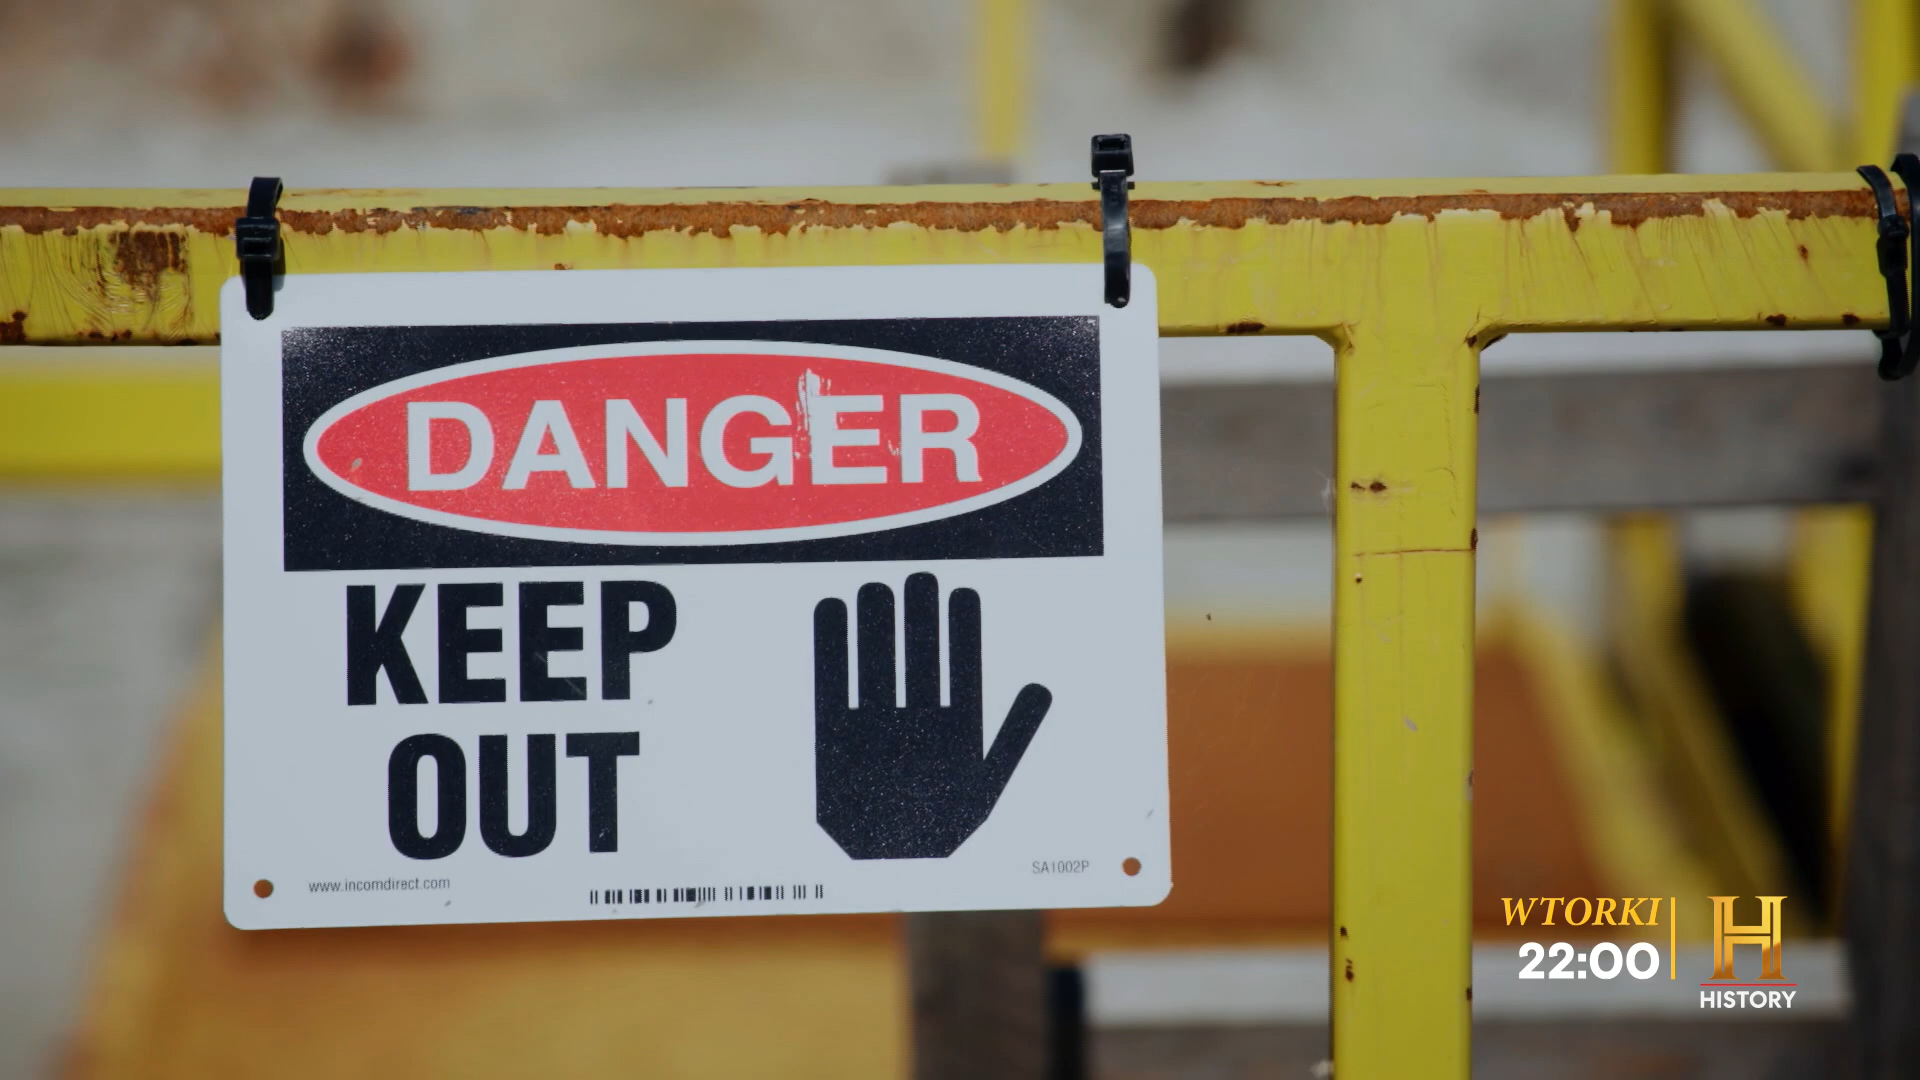 DANGER
KEEP
OUT
www.incomdirect.com
SA1002P
WTORKI
22:00
H
HISTORY